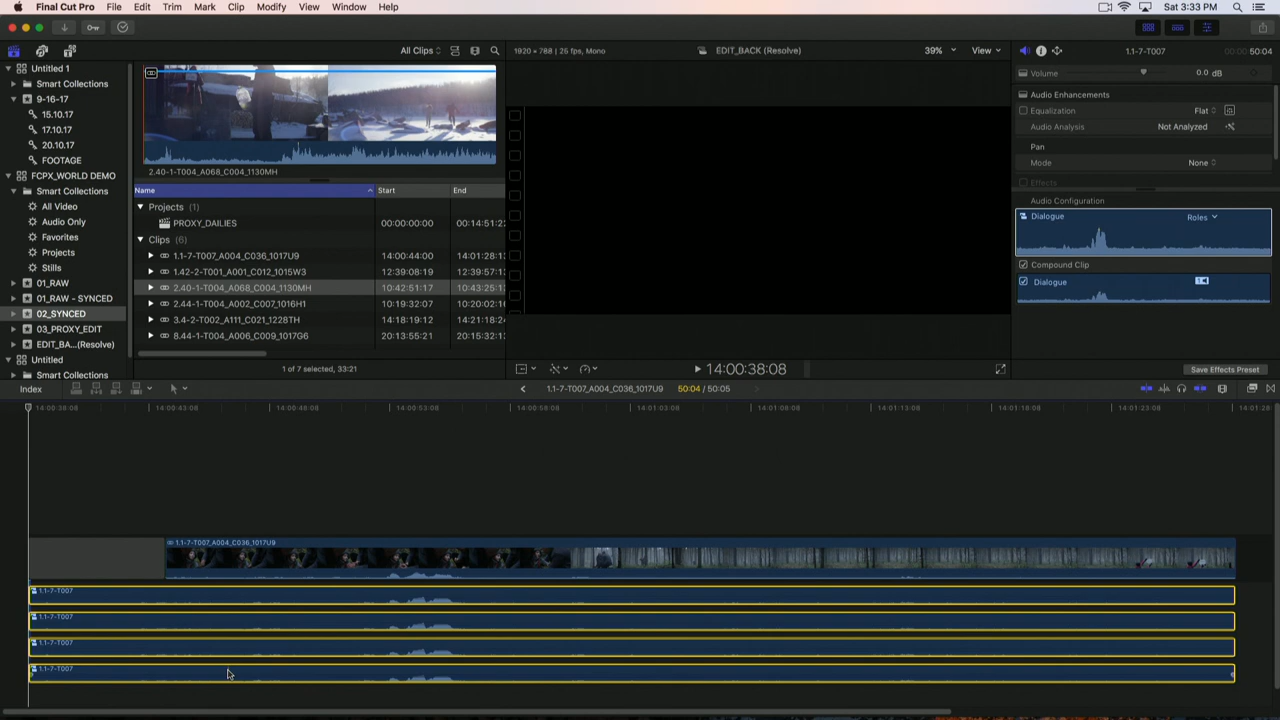 Final Cut Pro File Edit Trim Mark Clip Modify View Window Help Sat 3:33 PM
All Clips 1920 × 788 | 25 fps, Mono EDIT_BACK (Resolve) 39% View 1.1-7-T007 00:00 50:04
Untitled 1
Smart Collections
9-16-17
15.10.17
17.10.17
20.10.17
FOOTAGE
FCPX_WORLD DEMO
Smart Collections
All Video
Audio Only
Favorites
Projects
Stills
01_RAW
01_RAW - SYNCED
02_SYNCED
03_PROXY_EDIT
EDIT_BA...(Resolve)
Untitled
Smart Collections
2.40-1-T004_A068_C004_1130MH
Name Start End
Projects (1)
PROXY_DAILIES 00:00:00:00 00:14:51:2
Clips (6)
1.1-7-T007_A004_C036_1017U9 14:00:44:00 14:01:28:1
1.42-2-T001_A001_C012_1015W3 12:39:08:19 12:39:57:1
2.40-1-T004_A068_C004_1130MH 10:42:51:17 10:43:25:1
2.44-1-T004_A002_C007_1016H1 10:19:32:07 10:20:02:1
3.4-2-T002_A111_C021_1228TH 14:18:19:12 14:21:18:2
8.44-1-T004_A006_C009_1017G6 20:13:55:21 20:15:32:1
1 of 7 selected, 33:21
14:00:38:08
Volume 0.0 dB
Audio Enhancements
Equalization Flat
Audio Analysis Not Analyzed
Pan
Mode None
Effects
Audio Configuration
Dialogue Roles
Compound Clip
Dialogue
Save Effects Preset
Index 1.1-7-T007_A004_C036_1017U9 50:04 / 50:05
14:00:38:08 14:00:43:08 14:00:48:08 14:00:53:08 14:00:58:08 14:01:03:08 14:01:08:08 14:01:13:08 14:01:18:08 14:01:23:08 14:01:28
1.1-7-T007_A004_C036_1017U9
1.1-7-T007
1.1-7-T007
1.1-7-T007
1.1-7-T007